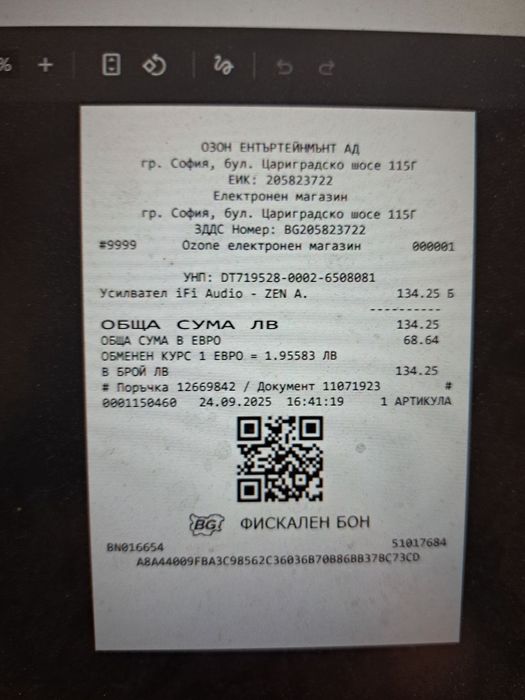 %
ОЗОН ЕНТЪРТЕЙНМЪНТ АД
гр. София, бул. Цариградско шосе 115Г
ЕИК: 205823722
Електронен магазин
гр. София, бул. Цариградско шосе 115Г
ЗДДС Номер: BG205823722
#9999 Ozone електронен магазин 000001
УНП: DT719528-0002-6508081
Усилвател iFi Audio - ZEN A. 134.25 Б
----------
ОБЩА СУМА ЛВ 134.25
ОБЩА СУМА В ЕВРО 68.64
ОБМЕНЕН КУРС 1 ЕВРО = 1.95583 ЛВ
В БРОЙ ЛВ 134.25
# Поръчка 12669842 / Документ 11071923 #
0001150460 24.09.2025 16:41:19 1 АРТИКУЛА
BG ФИСКАЛЕН БОН
BN016654 51017684
A8A44009FBA3C98562C36036B70B86BB378C73CD